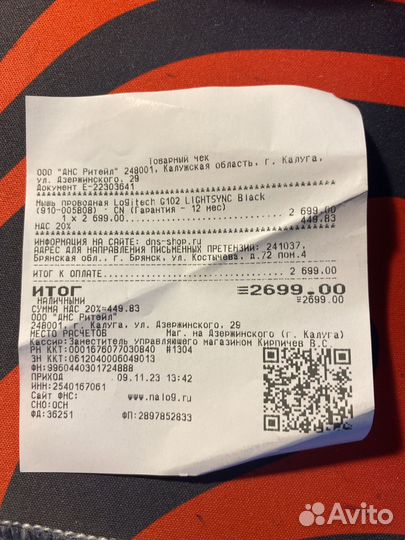 Товарный чек
ООО "ДНС Ритейл" 248001, Калужская область, г. Калуга,
ул. Дзержинского, 29
Документ Е-22303641
Мышь проводная Logitech G102 LIGHTSYNC Black
(910-005808) - CN (Гарантия - 12 мес)
1 x 2 699.00 2 699.00
НДС 20% 449.83
ИНФОРМАЦИЯ НА САЙТЕ: dns-shop.ru
АДРЕС ДЛЯ НАПРАВЛЕНИЯ ПИСЬМЕННЫХ ПРЕТЕНЗИЙ: 241037,
Брянская обл., г. Брянск, ул. Костычева, д.72 пом.4
ИТОГ К ОПЛАТЕ 2 699.00
ИТОГ =2699.00
НАЛИЧНЫМИ =2699.00
СУММА НДС 20%=449.83
ООО "ДНС Ритейл"
248001, г. Калуга, ул. Дзержинского, 29
МЕСТО РАСЧЕТОВ Маг. на Дзержинского (г. Калуга)
Кассир:Заместитель управляющего магазином Кирпичев В.С.
РН ККТ:0001676077030840 #1304
ЗН ККТ:0612040006049013
ФН:9960440301724888
ПРИХОД 09.11.23 13:42
ИНН:2540167061
Сайт ФНС: www.nalog.ru
СНО:ОСН
ФД:36251 ФП:2897852833
Avito